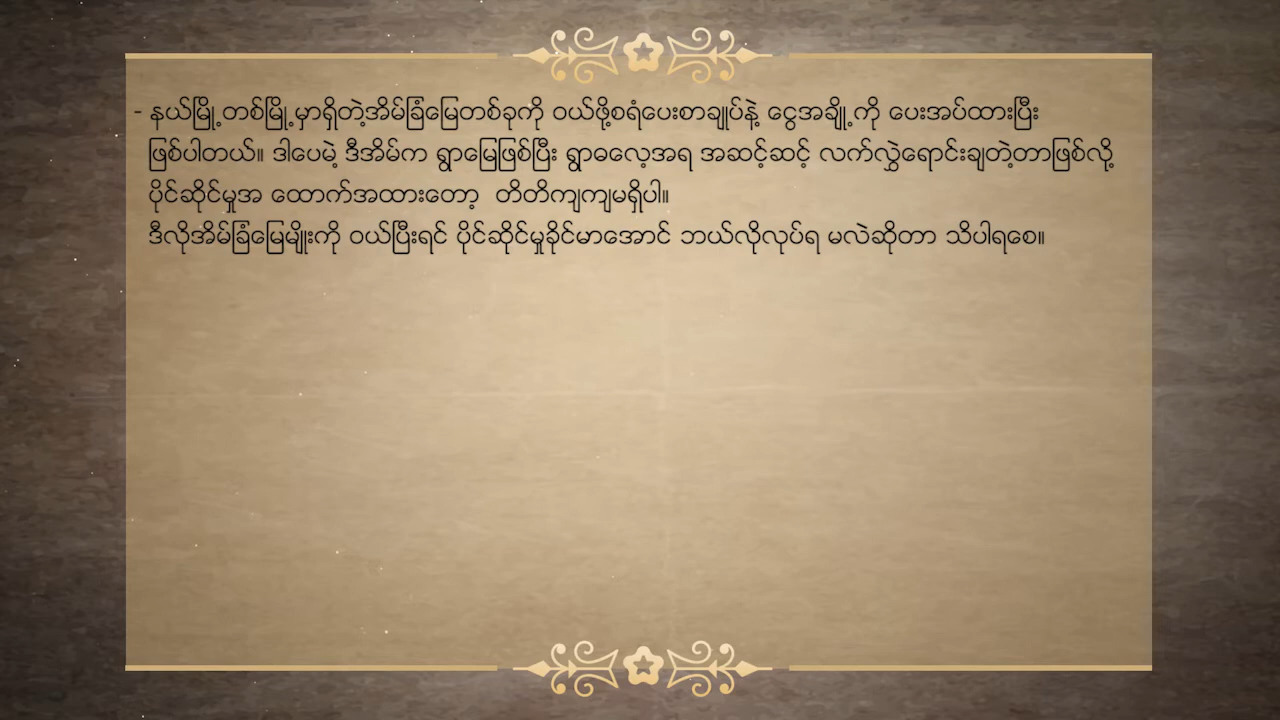 - နယ်မြို့တစ်မြို့မှာရှိတဲ့အိမ်ခြံမြေတစ်ခုကို ဝယ်ဖို့စရံပေးစာချုပ်နဲ့ ငွေအချို့ကို ပေးအပ်ထားပြီး
ဖြစ်ပါတယ်။ ဒါပေမဲ့ ဒီအိမ်က ရွာမြေဖြစ်ပြီး ရွာဓလေ့အရ အဆင့်ဆင့် လက်လွှဲရောင်းချတဲ့တာဖြစ်လို့
ပိုင်ဆိုင်မှုအ ထောက်အထားတော့ တိတိကျကျမရှိပါ။
ဒီလိုအိမ်ခြံမြေမျိုးကို ဝယ်ပြီးရင် ပိုင်ဆိုင်မှုခိုင်မာအောင် ဘယ်လိုလုပ်ရ မလဲဆိုတာ သိပါရစေ။